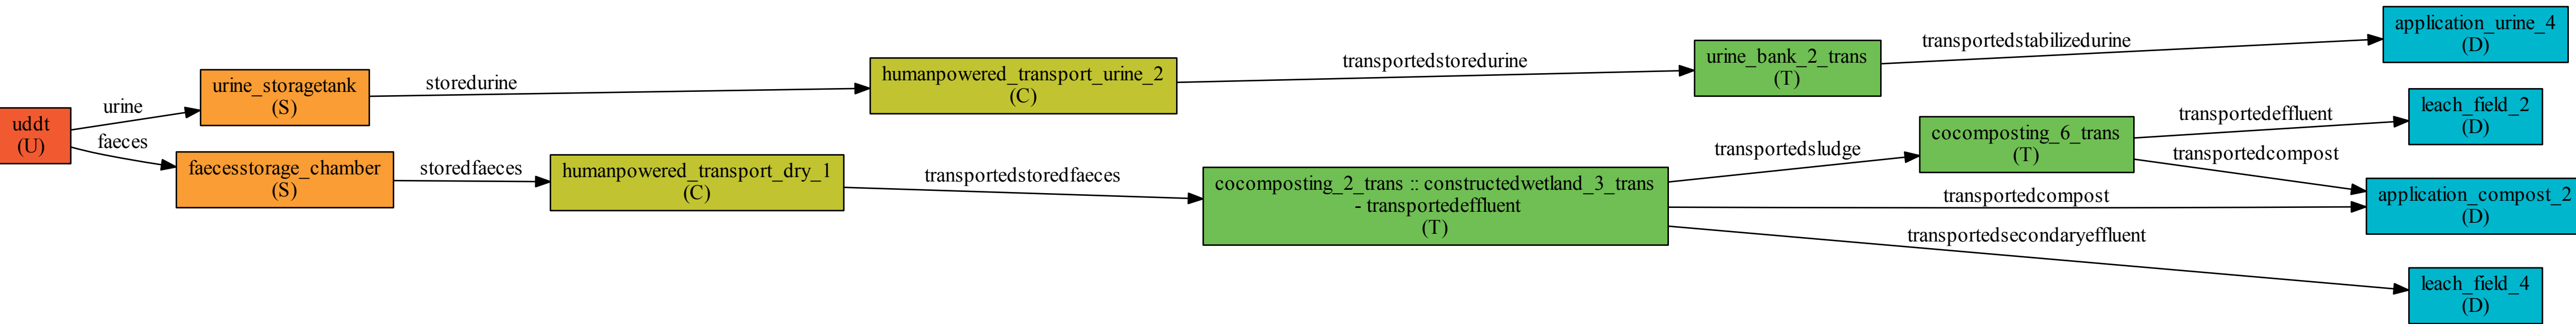 uddt
(U)
urine
faeces
urine_storagetank
(S)
faecesstorage_chamber
(S)
storedurine
storedfaeces
humanpowered_transport_urine_2
(C)
humanpowered_transport_dry_1
(C)
transportedstoredurine
transportedstoredfaeces
urine_bank_2_trans
(T)
cocomposting_2_trans :: constructedwetland_3_trans
- transportedeffluent
(T)
transportedstabilizedurine
transportedsludge
cocomposting_6_trans
(T)
transportedeffluent
transportedcompost
transportedcompost
transportedsecondaryeffluent
application_urine_4
(D)
leach_field_2
(D)
application_compost_2
(D)
leach_field_4
(D)